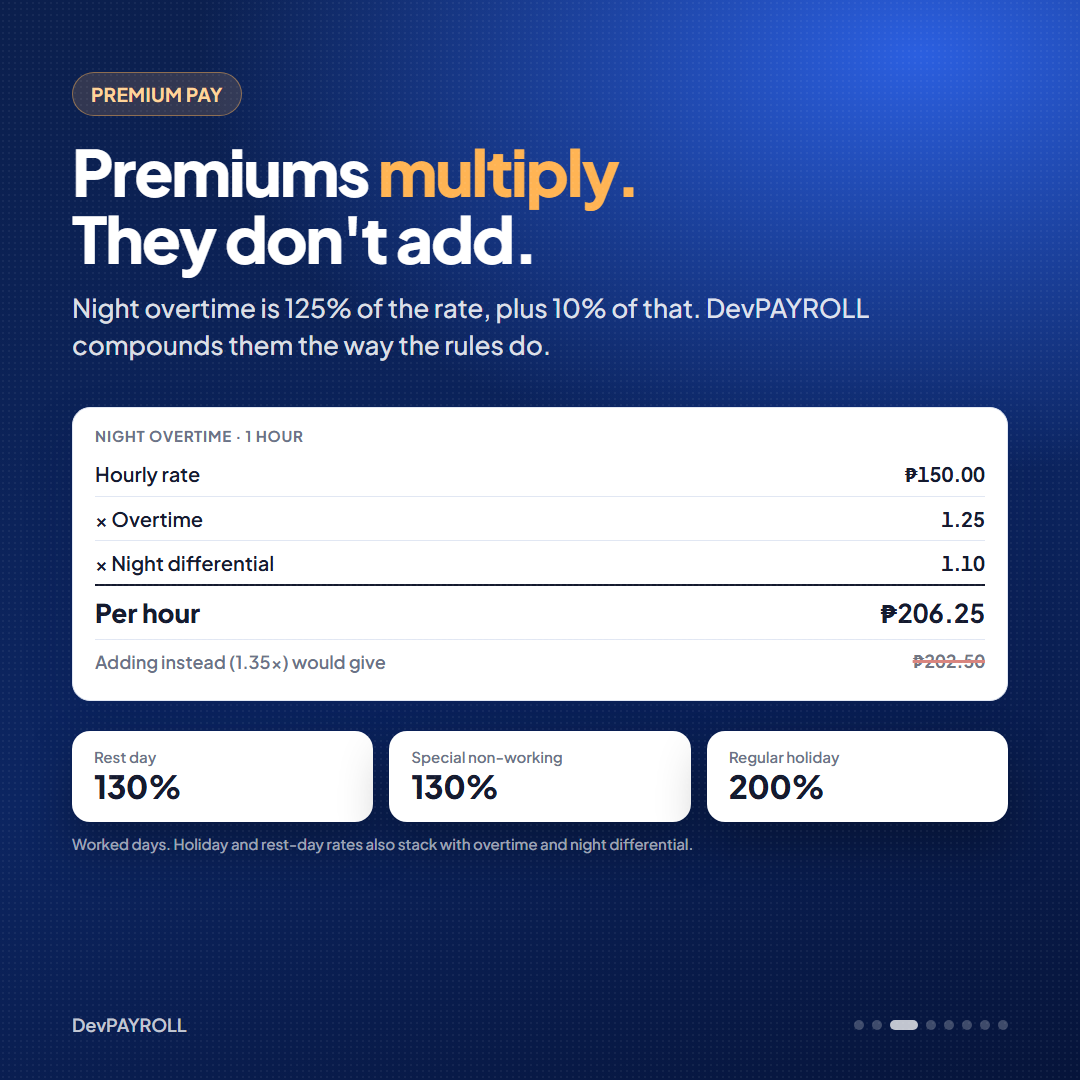 PREMIUM PAY
Premiums multiply.
They don't add.
Night overtime is 125% of the rate, plus 10% of that. DevPAYROLL
compounds them the way the rules do.
NIGHT OVERTIME · 1 HOUR
Hourly rate ₱150.00
× Overtime 1.25
× Night differential 1.10
Per hour ₱206.25
Adding instead (1.35×) would give ₱202.50
Rest day Special non-working Regular holiday
130% 130% 200%
Worked days. Holiday and rest-day rates also stack with overtime and night differential.
DevPAYROLL